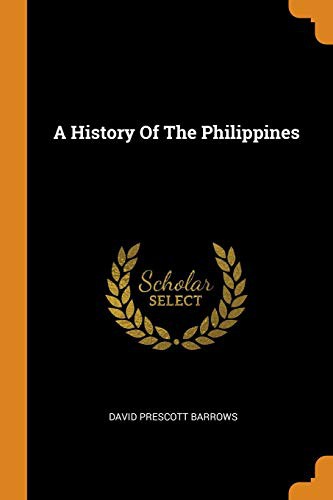 A History Of The Philippines
Scholar
SELECT
DAVID PRESCOTT BARROWS